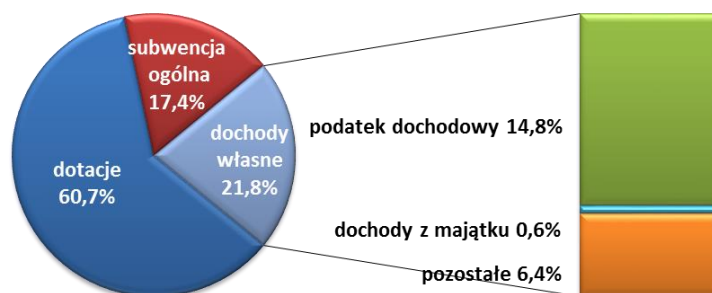 subwencja
ogólna
17,4%
dochody
własne
21,8%
dotacje
60,7%
podatek dochodowy 14,8%
dochody z majątku 0,6%
pozostałe 6,4%